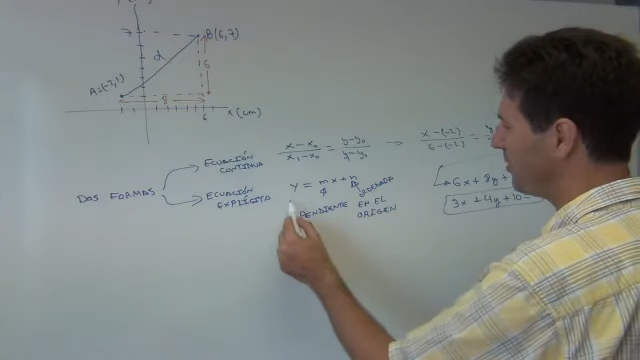 7
B(6,7)
d
6
A=(-2,1)
8
6
x (cm)
DOS FORMAS
ECUACIÓN CONTINUA
x-x₀/x₁-x₀ = y-y₀/y₁-y₀ → x-(-2)/6-(-2) =
ECUACIÓN EXPLÍCITA
y = mx+n
ORDENADA
PENDIENTE EN EL
ORIGEN
6x + 8y +
3x + 4y + 10